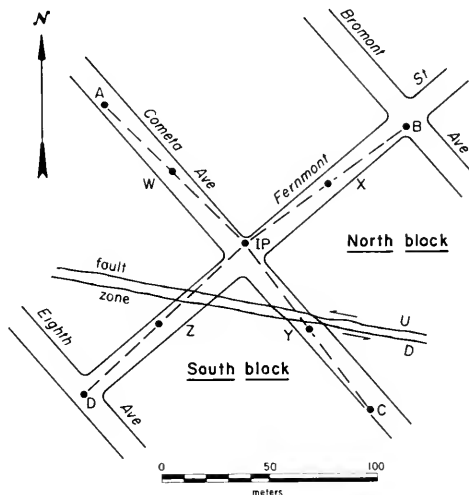 N
Bromont
Ave
A
Cometa
Ave
W
Fernmont
St
B
X
IP
North block
fault
zone
U
D
Z
Y
South block
Eighth
Ave
D
C
0 50 100
meters